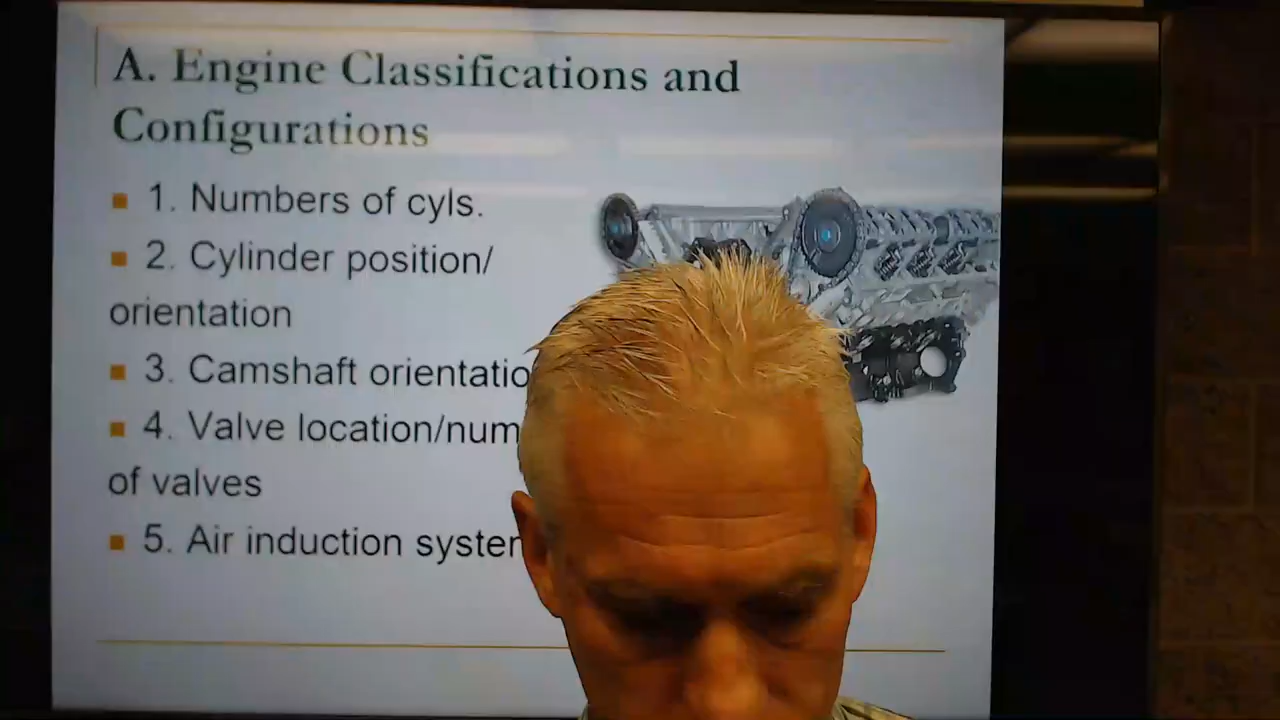 A. Engine Classifications and
Configurations
1. Numbers of cyls.
2. Cylinder position/
orientation
3. Camshaft orientatio
4. Valve location/num
of valves
5. Air induction system